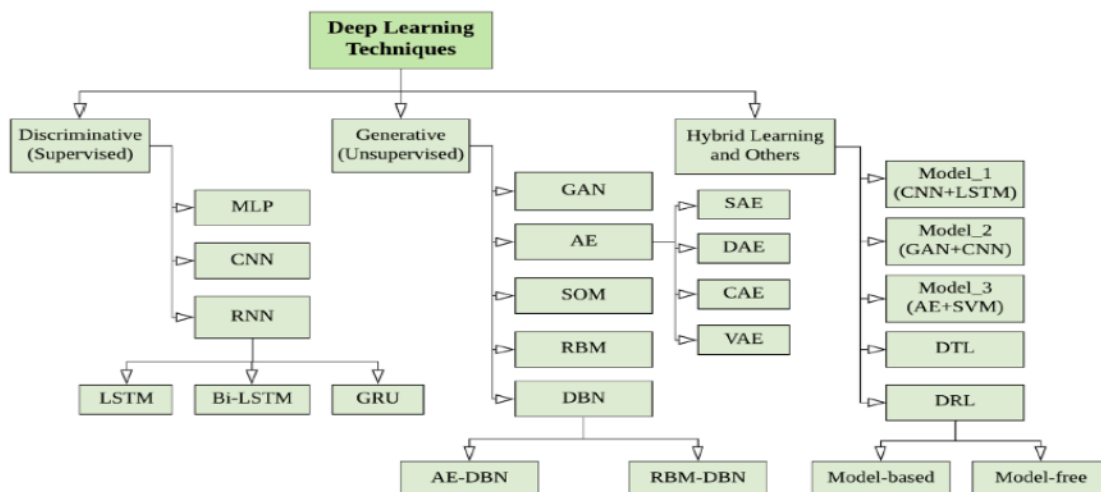 Deep Learning
Techniques
Discriminative
(Supervised)
Generative
(Unsupervised)
Hybrid Learning
and Others
MLP
CNN
RNN
LSTM
Bi-LSTM
GRU
GAN
AE
SOM
RBM
DBN
SAE
DAE
CAE
VAE
AE-DBN
RBM-DBN
Model_1
(CNN+LSTM)
Model_2
(GAN+CNN)
Model_3
(AE+SVM)
DTL
DRL
Model-based
Model-free